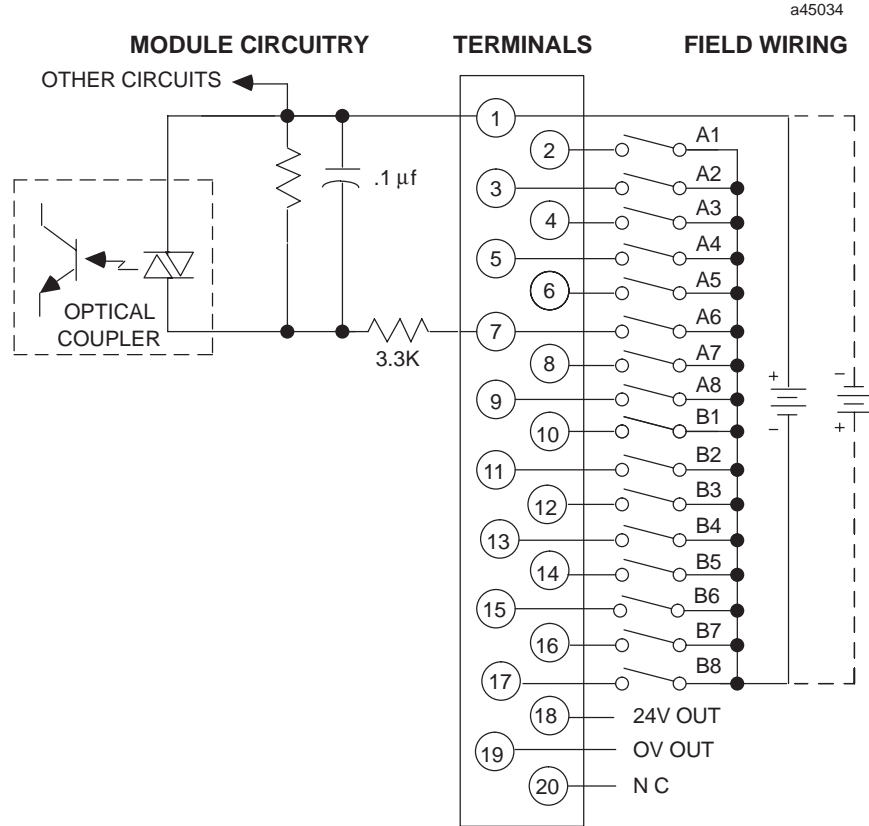 a45034
MODULE CIRCUITRY TERMINALS FIELD WIRING
OTHER CIRCUITS
1
2 A1
.1 µf
3 A2
4 A3
5 A4
6 A5
OPTICAL
COUPLER
7 A6
3.3K
8 A7
9 A8
+ −
10 B1
− +
11 B2
12 B3
13 B4
14 B5
15 B6
16 B7
17 B8
18 24V OUT
19 OV OUT
20 N C